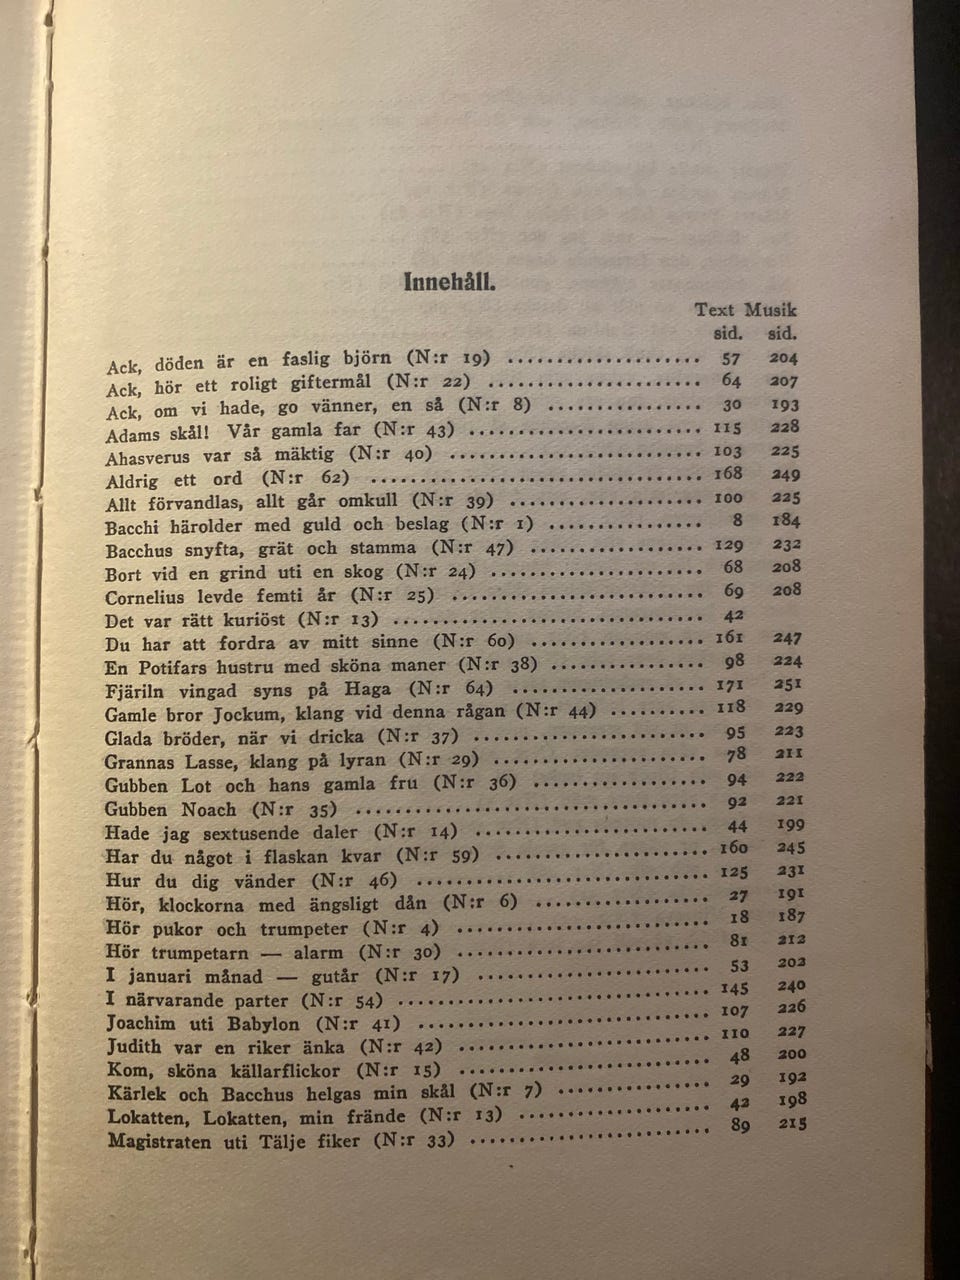 Innehåll.
Text Musik
sid. sid.
Ack, döden är en faslig björn (N:r 19) .................... 57 204
Ack, hör ett roligt giftermål (N:r 22) ...................... 64 207
Ack, om vi hade, go vänner, en så (N:r 8) ................ 30 193
Adams skål! Vår gamla far (N:r 43) ........................ 115 228
Ahasverus var så mäktig (N:r 40) .......................... 103 225
Aldrig ett ord (N:r 62) .................................. 168 249
Allt förvandlas, allt går omkull (N:r 39) .................... 100 225
Bacchi härolder med guld och beslag (N:r 1) ................ 8 184
Bacchus snyfta, grät och stamma (N:r 47) .................. 129 232
Bort vid en grind uti en skog (N:r 24) ...................... 68 208
Cornelius levde femti år (N:r 25) .......................... 69 208
Det var rätt kuriöst (N:r 13) ................................ 42
Du har att fordra av mitt sinne (N:r 60) .................. 161 247
En Potifars hustru med sköna maner (N:r 38) ................ 98 224
Fjäriln vingad syns på Haga (N:r 64) .................... 171 251
Gamle bror Jockum, klang vid denna rågan (N:r 44) .......... 118 229
Glada bröder, när vi dricka (N:r 37) ........................ 95 223
Grannas Lasse, klang på lyran (N:r 29) ...................... 78 211
Gubben Lot och hans gamla fru (N:r 36) .................. 94 222
Gubben Noach (N:r 35) .................................... 92 221
Hade jag sextusende daler (N:r 14) ........................ 44 199
Har du något i flaskan kvar (N:r 59) ...................... 160 245
Hur du dig vänder (N:r 46) .............................. 125 231
Hör, klockorna med ängsligt dån (N:r 6) .................. 27 191
Hör pukor och trumpeter (N:r 4) .......................... 18 187
Hör trumpetarn — alarm (N:r 30) .......................... 81 212
I januari månad — gutår (N:r 17) ........................ 53 202
I närvarande parter (N:r 54) ................................ 145 240
Joachim uti Babylon (N:r 41) .............................. 107 226
Judith var en riker änka (N:r 42) .......................... 110 227
Kom, sköna källarflickor (N:r 15) .......................... 48 200
Kärlek och Bacchus helgas min skål (N:r 7) ................ 29 192
Lokatten, Lokatten, min frände (N:r 13) .................... 42 198
Magistraten uti Tälje fiker (N:r 33) ........................ 89 215